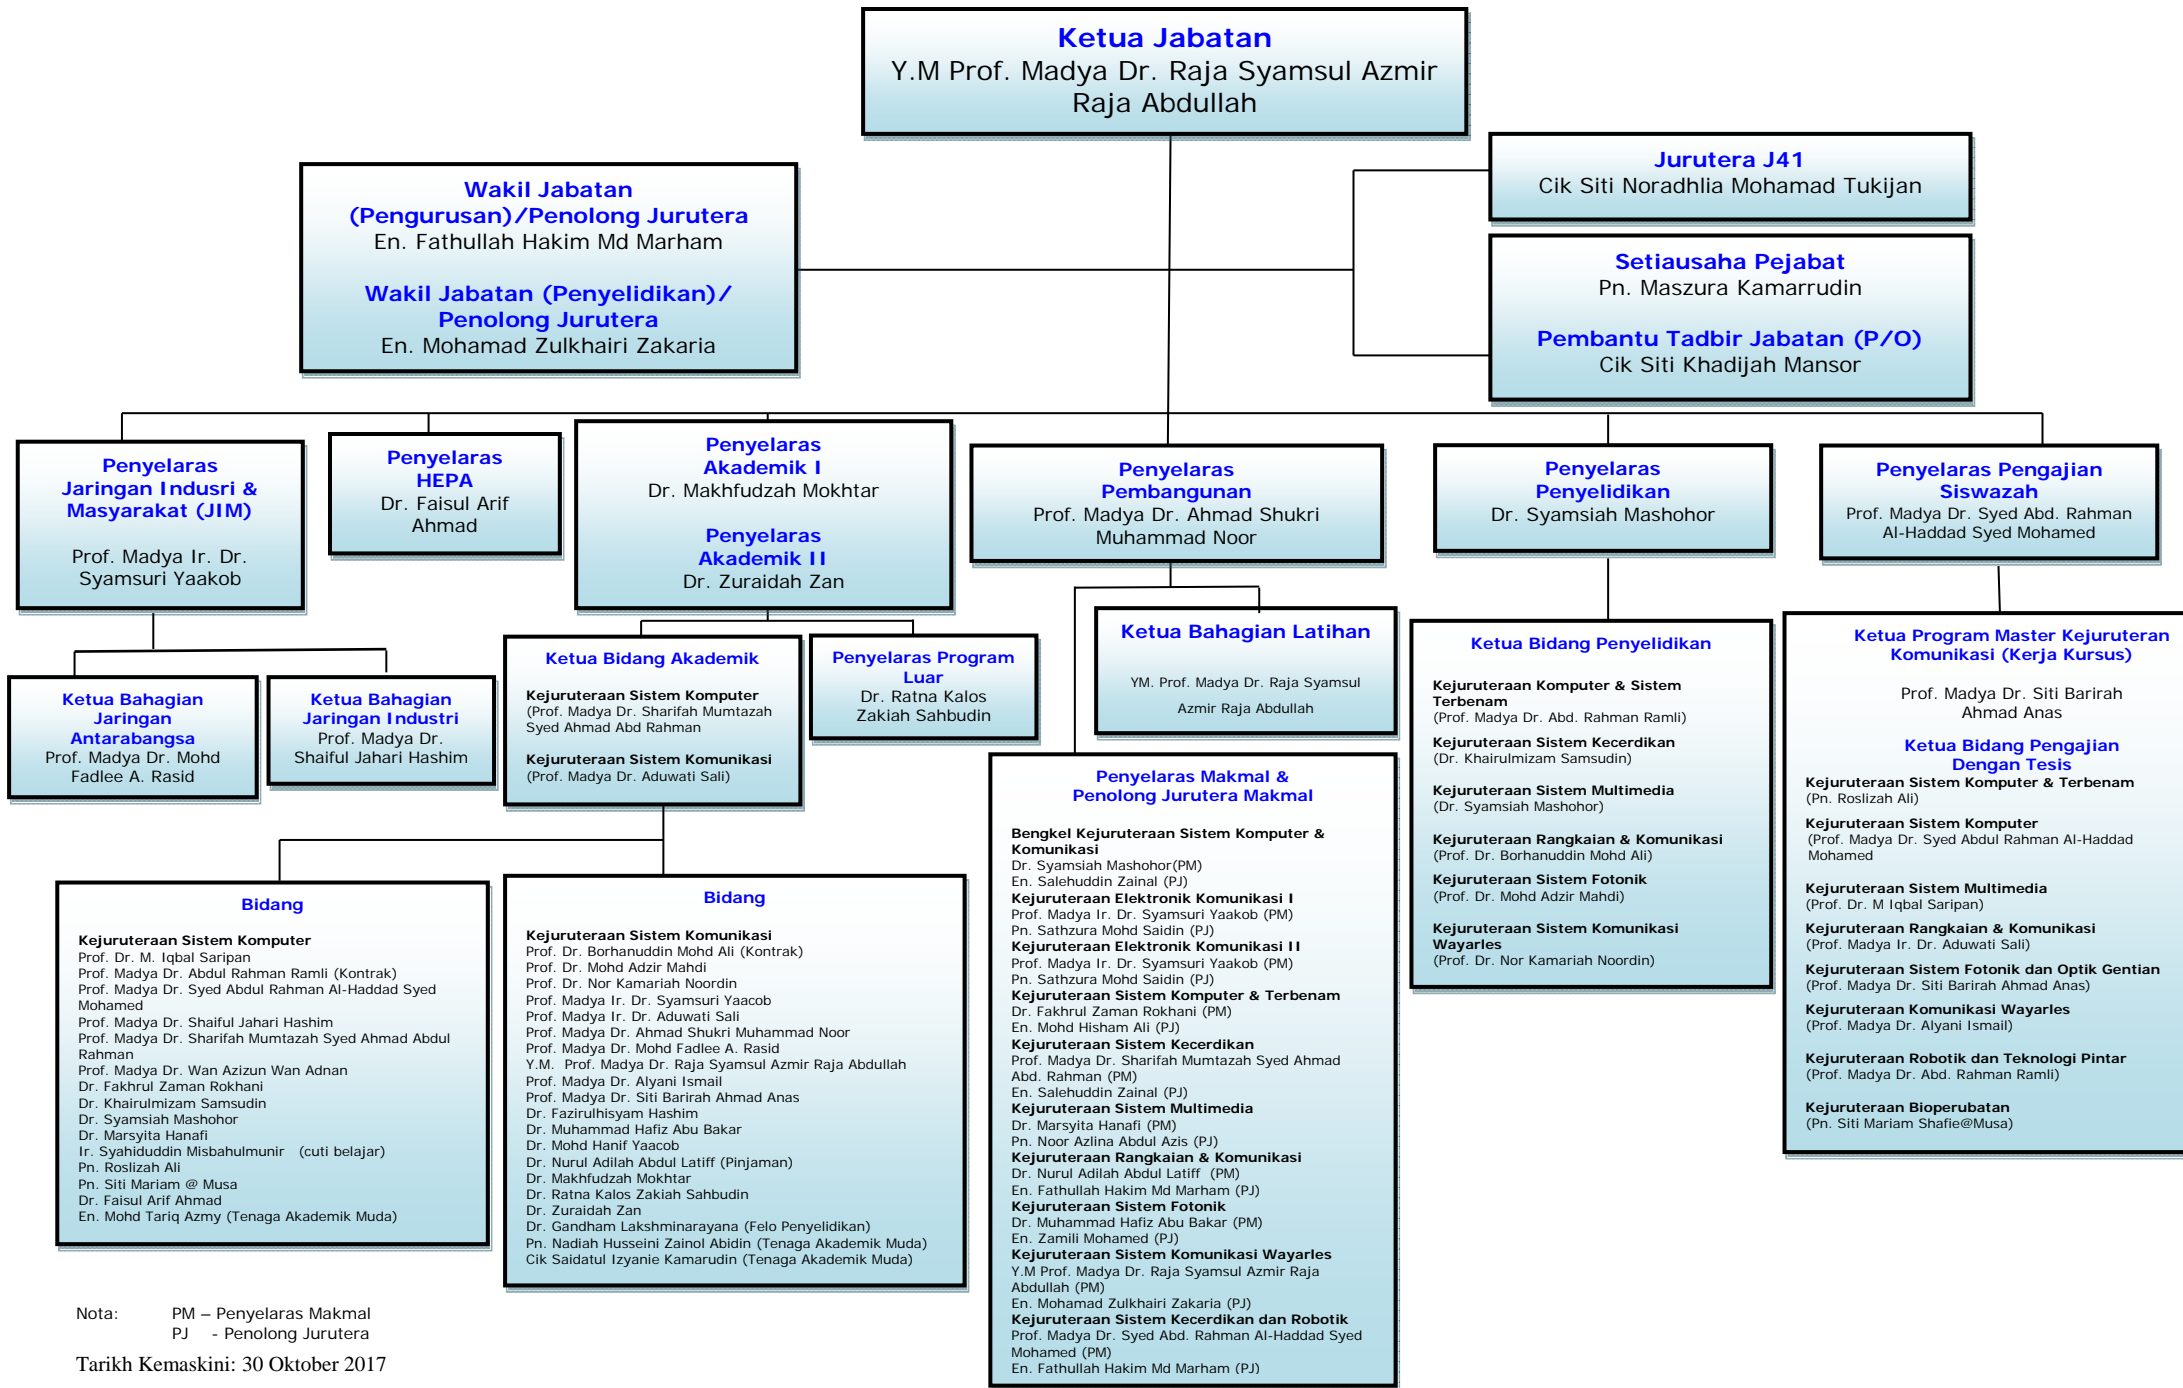 Ketua Jabatan
Y.M Prof. Madya Dr. Raja Syamsul Azmir
Raja Abdullah
Jurutera J41
Cik Siti Noradhlia Mohamad Tukijan
Wakil Jabatan
(Pengurusan)/Penolong Jurutera
En. Fathullah Hakim Md Marham
Wakil Jabatan (Penyelidikan)/
Penolong Jurutera
En. Mohamad Zulkhairi Zakaria
Setiausaha Pejabat
Pn. Maszura Kamarrudin
Pembantu Tadbir Jabatan (P/O)
Cik Siti Khadijah Mansor
Penyelaras
Jaringan Indusri &
Masyarakat (JIM)
Prof. Madya Ir. Dr.
Syamsuri Yaakob
Penyelaras
HEPA
Dr. Faisul Arif
Ahmad
Penyelaras
Akademik I
Dr. Makhfudzah Mokhtar
Penyelaras
Akademik II
Dr. Zuraidah Zan
Penyelaras
Pembangunan
Prof. Madya Dr. Ahmad Shukri
Muhammad Noor
Penyelaras
Penyelidikan
Dr. Syamsiah Mashohor
Penyelaras Pengajian
Siswazah
Prof. Madya Dr. Syed Abd. Rahman
Al-Haddad Syed Mohamed
Ketua Bahagian
Jaringan
Antarabangsa
Prof. Madya Dr. Mohd
Fadlee A. Rasid
Ketua Bahagian
Jaringan Industri
Prof. Madya Dr.
Shaiful Jahari Hashim
Ketua Bidang Akademik
Kejuruteraan Sistem Komputer
(Prof. Madya Dr. Sharifah Mumtazah
Syed Ahmad Abd Rahman
Kejuruteraan Sistem Komunikasi
(Prof. Madya Dr. Aduwati Sali)
Penyelaras Program
Luar
Dr. Ratna Kalos
Zakiah Sahbudin
Ketua Bahagian Latihan
YM. Prof. Madya Dr. Raja Syamsul
Azmir Raja Abdullah
Penyelaras Makmal &
Penolong Jurutera Makmal
Bengkel Kejuruteraan Sistem Komputer &
Komunikasi
Dr. Syamsiah Mashohor(PM)
En. Salehuddin Zainal (PJ)
Kejuruteraan Elektronik Komunikasi I
Prof. Madya Ir. Dr. Syamsuri Yaakob (PM)
Pn. Sathzura Mohd Saidin (PJ)
Kejuruteraan Elektronik Komunikasi II
Prof. Madya Ir. Dr. Syamsuri Yaakob (PM)
Pn. Sathzura Mohd Saidin (PJ)
Kejuruteraan Sistem Komputer & Terbenam
Dr. Fakhrul Zaman Rokhani (PM)
En. Mohd Hisham Ali (PJ)
Kejuruteraan Sistem Kecerdikan
Prof. Madya Dr. Sharifah Mumtazah Syed Ahmad
Abd. Rahman (PM)
En. Salehuddin Zainal (PJ)
Kejuruteraan Sistem Multimedia
Dr. Marsyita Hanafi (PM)
Pn. Noor Azlina Abdul Azis (PJ)
Kejuruteraan Rangkaian & Komunikasi
Dr. Nurul Adilah Abdul Latiff (PM)
En. Fathullah Hakim Md Marham (PJ)
Kejuruteraan Sistem Fotonik
Dr. Muhammad Hafiz Abu Bakar (PM)
En. Zamili Mohamed (PJ)
Kejuruteraan Sistem Komunikasi Wayarles
Y.M Prof. Madya Dr. Raja Syamsul Azmir Raja
Abdullah (PM)
En. Mohamad Zulkhairi Zakaria (PJ)
Kejuruteraan Sistem Kecerdikan dan Robotik
Prof. Madya Dr. Syed Abd. Rahman Al-Haddad Syed
Mohamed (PM)
En. Fathullah Hakim Md Marham (PJ)
Ketua Bidang Penyelidikan
Kejuruteraan Komputer & Sistem
Terbenam
(Prof. Madya Dr. Abd. Rahman Ramli)
Kejuruteraan Sistem Kecerdikan
(Dr. Khairulmizam Samsudin)
Kejuruteraan Sistem Multimedia
(Dr. Syamsiah Mashohor)
Kejuruteraan Rangkaian & Komunikasi
(Prof. Dr. Borhanuddin Mohd Ali)
Kejuruteraan Sistem Fotonik
(Prof. Dr. Mohd Adzir Mahdi)
Kejuruteraan Sistem Komunikasi
Wayarles
(Prof. Dr. Nor Kamariah Noordin)
Ketua Program Master Kejuruteran
Komunikasi (Kerja Kursus)
Prof. Madya Dr. Siti Barirah
Ahmad Anas
Ketua Bidang Pengajian
Dengan Tesis
Kejuruteraan Sistem Komputer & Terbenam
(Pn. Roslizah Ali)
Kejuruteraan Sistem Komputer
(Prof. Madya Dr. Syed Abdul Rahman Al-Haddad
Mohamed
Kejuruteraan Sistem Multimedia
(Prof. Dr. M Iqbal Saripan)
Kejuruteraan Rangkaian & Komunikasi
(Prof. Madya Ir. Dr. Aduwati Sali)
Kejuruteraan Sistem Fotonik dan Optik Gentian
(Prof. Madya Dr. Siti Barirah Ahmad Anas)
Kejuruteraan Komunikasi Wayarles
(Prof. Madya Dr. Alyani Ismail)
Kejuruteraan Robotik dan Teknologi Pintar
(Prof. Madya Dr. Abd. Rahman Ramli)
Kejuruteraan Bioperubatan
(Pn. Siti Mariam Shafie@Musa)
Bidang
Kejuruteraan Sistem Komputer
Prof. Dr. M. Iqbal Saripan
Prof. Madya Dr. Abdul Rahman Ramli (Kontrak)
Prof. Madya Dr. Syed Abdul Rahman Al-Haddad Syed
Mohamed
Prof. Madya Dr. Shaiful Jahari Hashim
Prof. Madya Dr. Sharifah Mumtazah Syed Ahmad Abdul
Rahman
Prof. Madya Dr. Wan Azizun Wan Adnan
Dr. Fakhrul Zaman Rokhani
Dr. Khairulmizam Samsudin
Dr. Syamsiah Mashohor
Dr. Marsyita Hanafi
Ir. Syahiduddin Misbahulmunir (cuti belajar)
Pn. Roslizah Ali
Pn. Siti Mariam @ Musa
Dr. Faisul Arif Ahmad
En. Mohd Tariq Azmy (Tenaga Akademik Muda)
Bidang
Kejuruteraan Sistem Komunikasi
Prof. Dr. Borhanuddin Mohd Ali (Kontrak)
Prof. Dr. Mohd Adzir Mahdi
Prof. Dr. Nor Kamariah Noordin
Prof. Madya Ir. Dr. Syamsuri Yaacob
Prof. Madya Ir. Dr. Aduwati Sali
Prof. Madya Dr. Ahmad Shukri Muhammad Noor
Prof. Madya Dr. Mohd Fadlee A. Rasid
Y.M. Prof. Madya Dr. Raja Syamsul Azmir Raja Abdullah
Prof. Madya Dr. Alyani Ismail
Prof. Madya Dr. Siti Barirah Ahmad Anas
Dr. Fazirulhisyam Hashim
Dr. Muhammad Hafiz Abu Bakar
Dr. Mohd Hanif Yaacob
Dr. Nurul Adilah Abdul Latiff (Pinjaman)
Dr. Makhfudzah Mokhtar
Dr. Ratna Kalos Zakiah Sahbudin
Dr. Zuraidah Zan
Dr. Gandham Lakshminarayana (Felo Penyelidikan)
Pn. Nadiah Husseini Zainol Abidin (Tenaga Akademik Muda)
Cik Saidatul Izyanie Kamarudin (Tenaga Akademik Muda)
Nota: PM – Penyelaras Makmal
PJ - Penolong Jurutera
Tarikh Kemaskini: 30 Oktober 2017